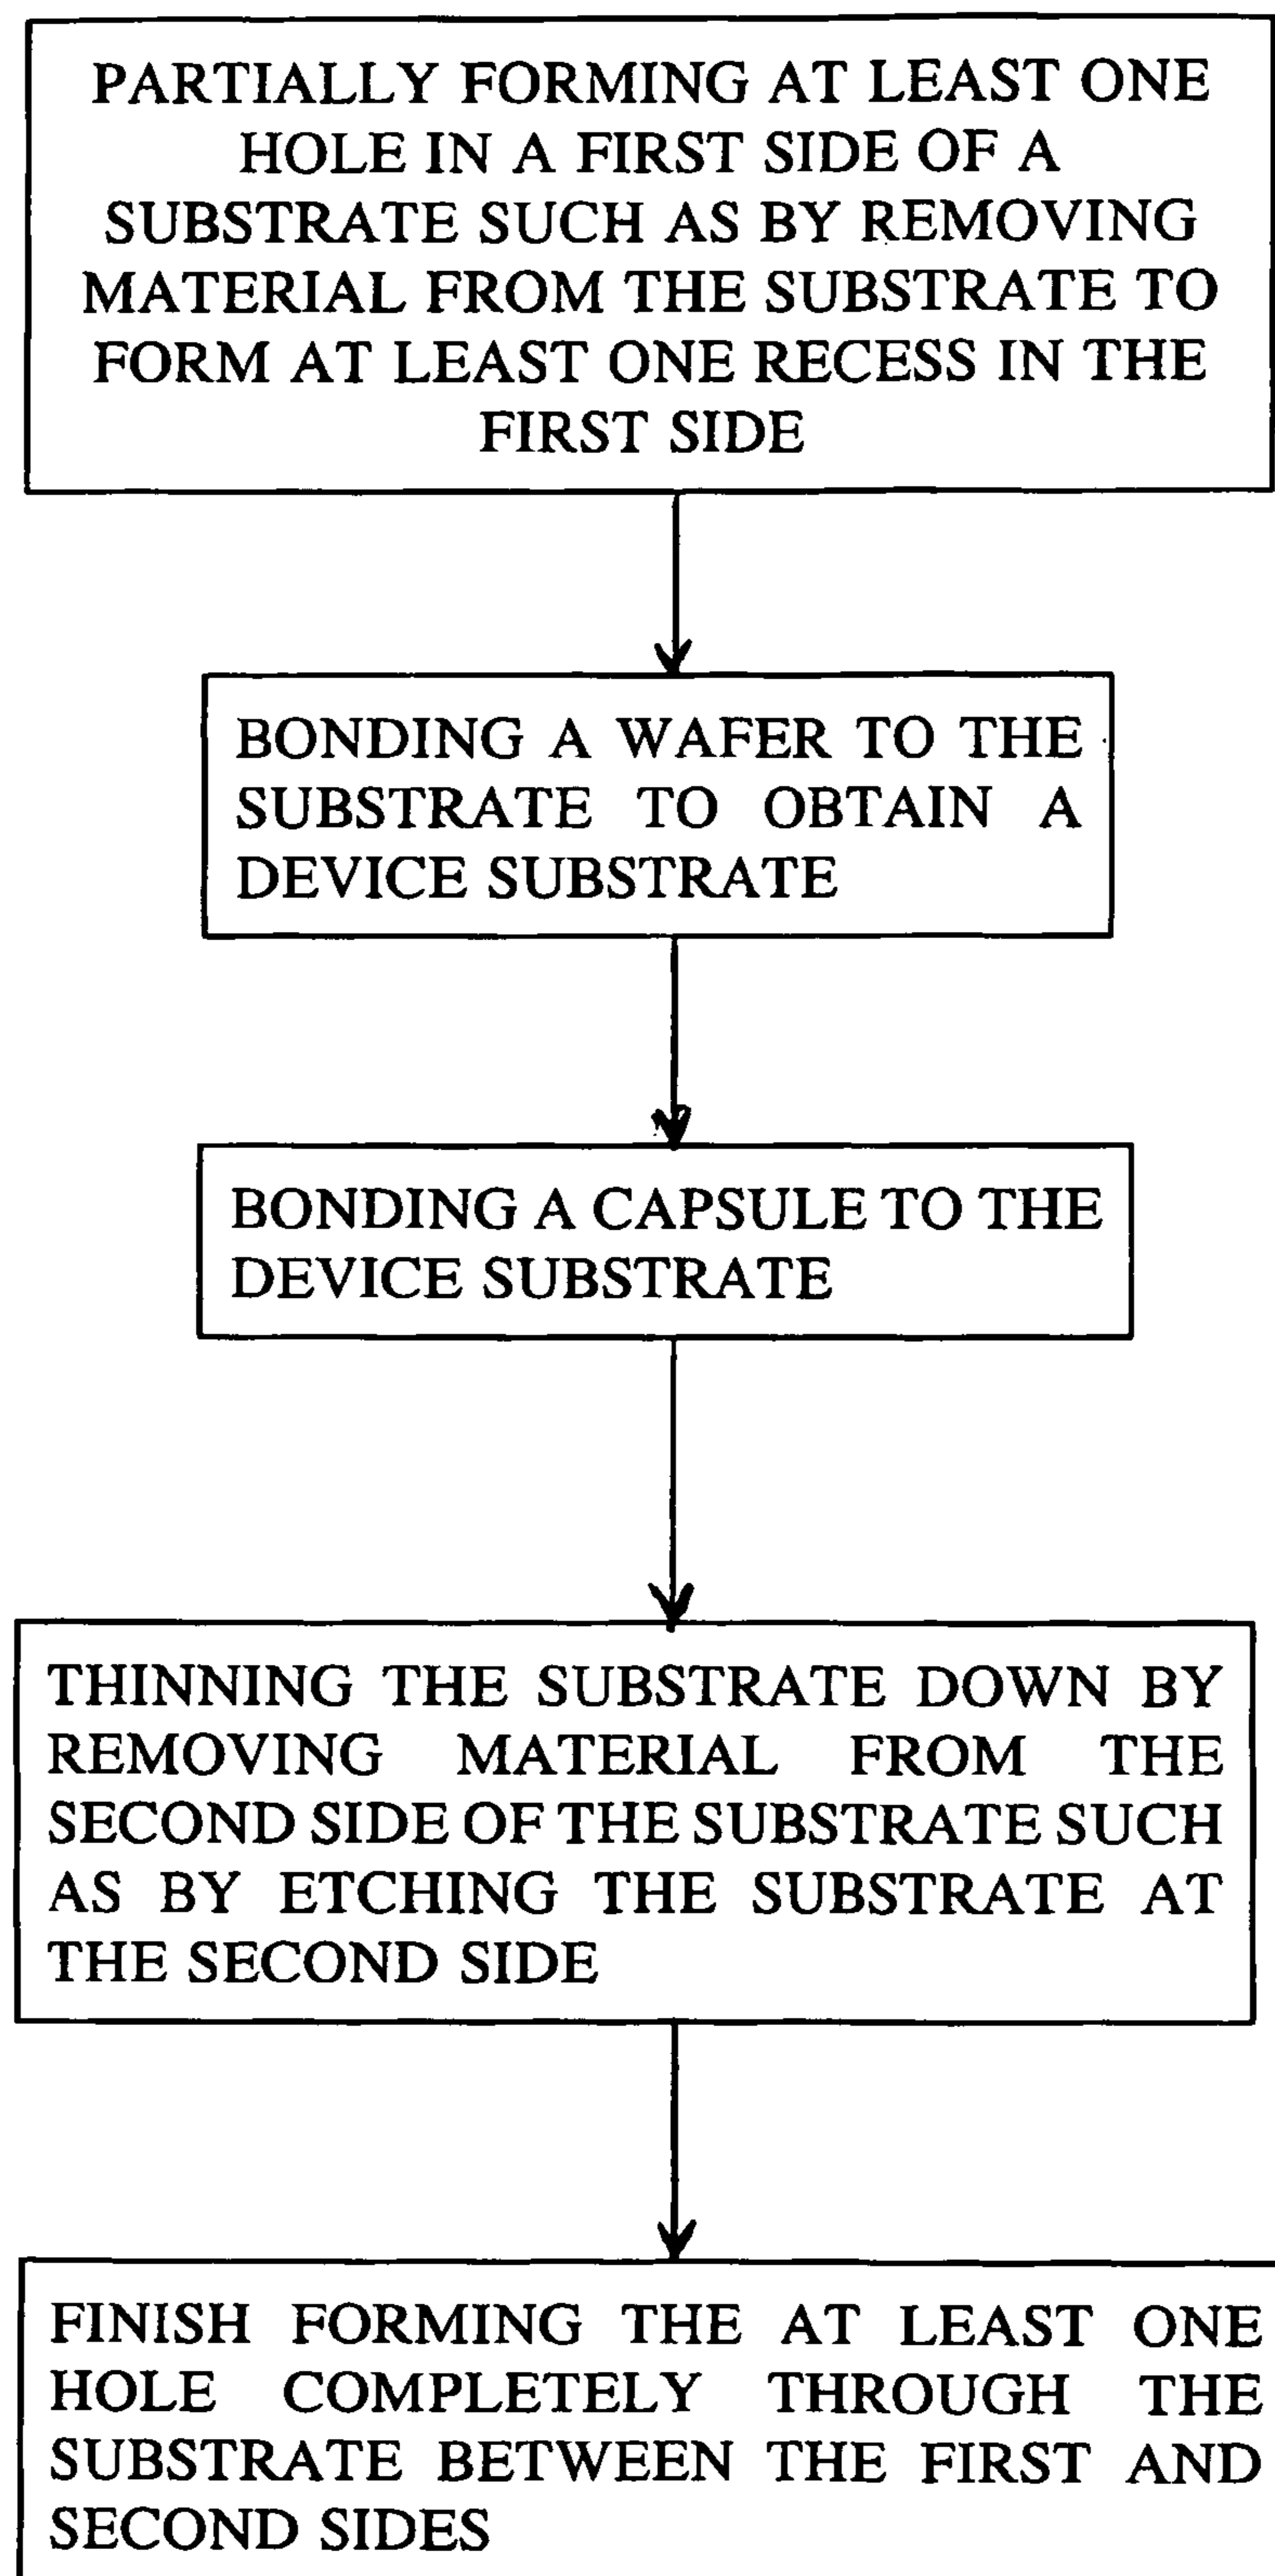 PARTIALLY FORMING AT LEAST ONE
HOLE IN A FIRST SIDE OF A
SUBSTRATE SUCH AS BY REMOVING
MATERIAL FROM THE SUBSTRATE TO
FORM AT LEAST ONE RECESS IN THE
FIRST SIDE
BONDING A WAFER TO THE
SUBSTRATE TO OBTAIN A
DEVICE SUBSTRATE
BONDING A CAPSULE TO THE
DEVICE SUBSTRATE
THINNING THE SUBSTRATE DOWN BY
REMOVING MATERIAL FROM THE
SECOND SIDE OF THE SUBSTRATE SUCH
AS BY ETCHING THE SUBSTRATE AT
THE SECOND SIDE
FINISH FORMING THE AT LEAST ONE
HOLE COMPLETELY THROUGH THE
SUBSTRATE BETWEEN THE FIRST AND
SECOND SIDES